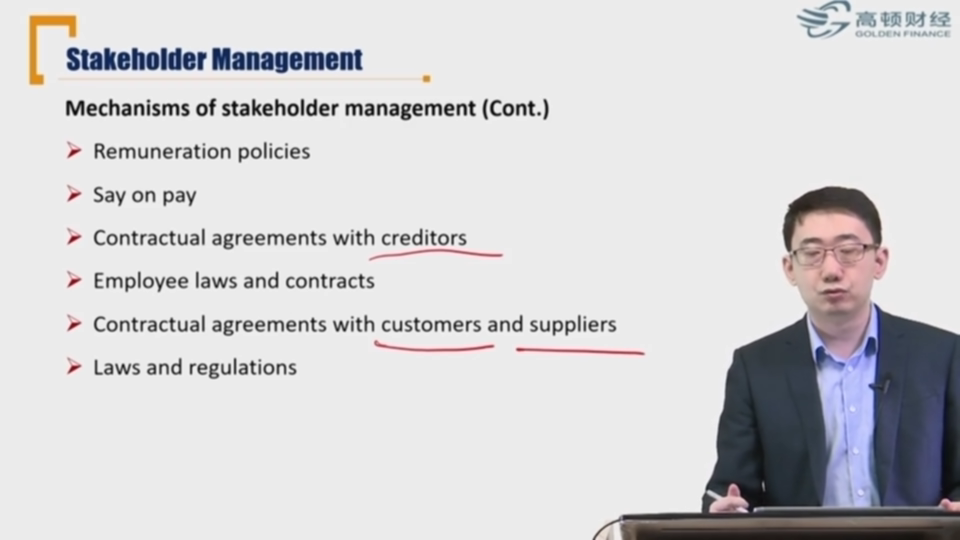 高顿财经
GOLDEN FINANCE
Stakeholder Management
Mechanisms of stakeholder management (Cont.)
Remuneration policies
Say on pay
Contractual agreements with creditors
Employee laws and contracts
Contractual agreements with customers and suppliers
Laws and regulations